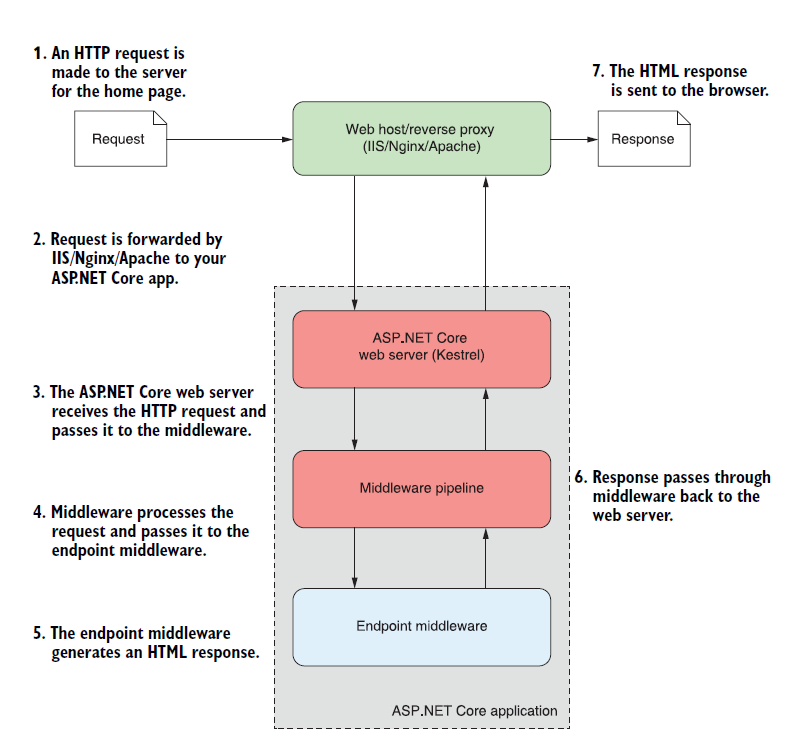 1. An HTTP request is
made to the server
for the home page.
7. The HTML response
is sent to the browser.
Request
Web host/reverse proxy
(IIS/Nginx/Apache)
Response
2. Request is forwarded by
IIS/Nginx/Apache to your
ASP.NET Core app.
ASP.NET Core
web server (Kestrel)
3. The ASP.NET Core web server
receives the HTTP request and
passes it to the middleware.
Middleware pipeline
6. Response passes through
middleware back to the
web server.
4. Middleware processes the
request and passes it to the
endpoint middleware.
Endpoint middleware
5. The endpoint middleware
generates an HTML response.
ASP.NET Core application